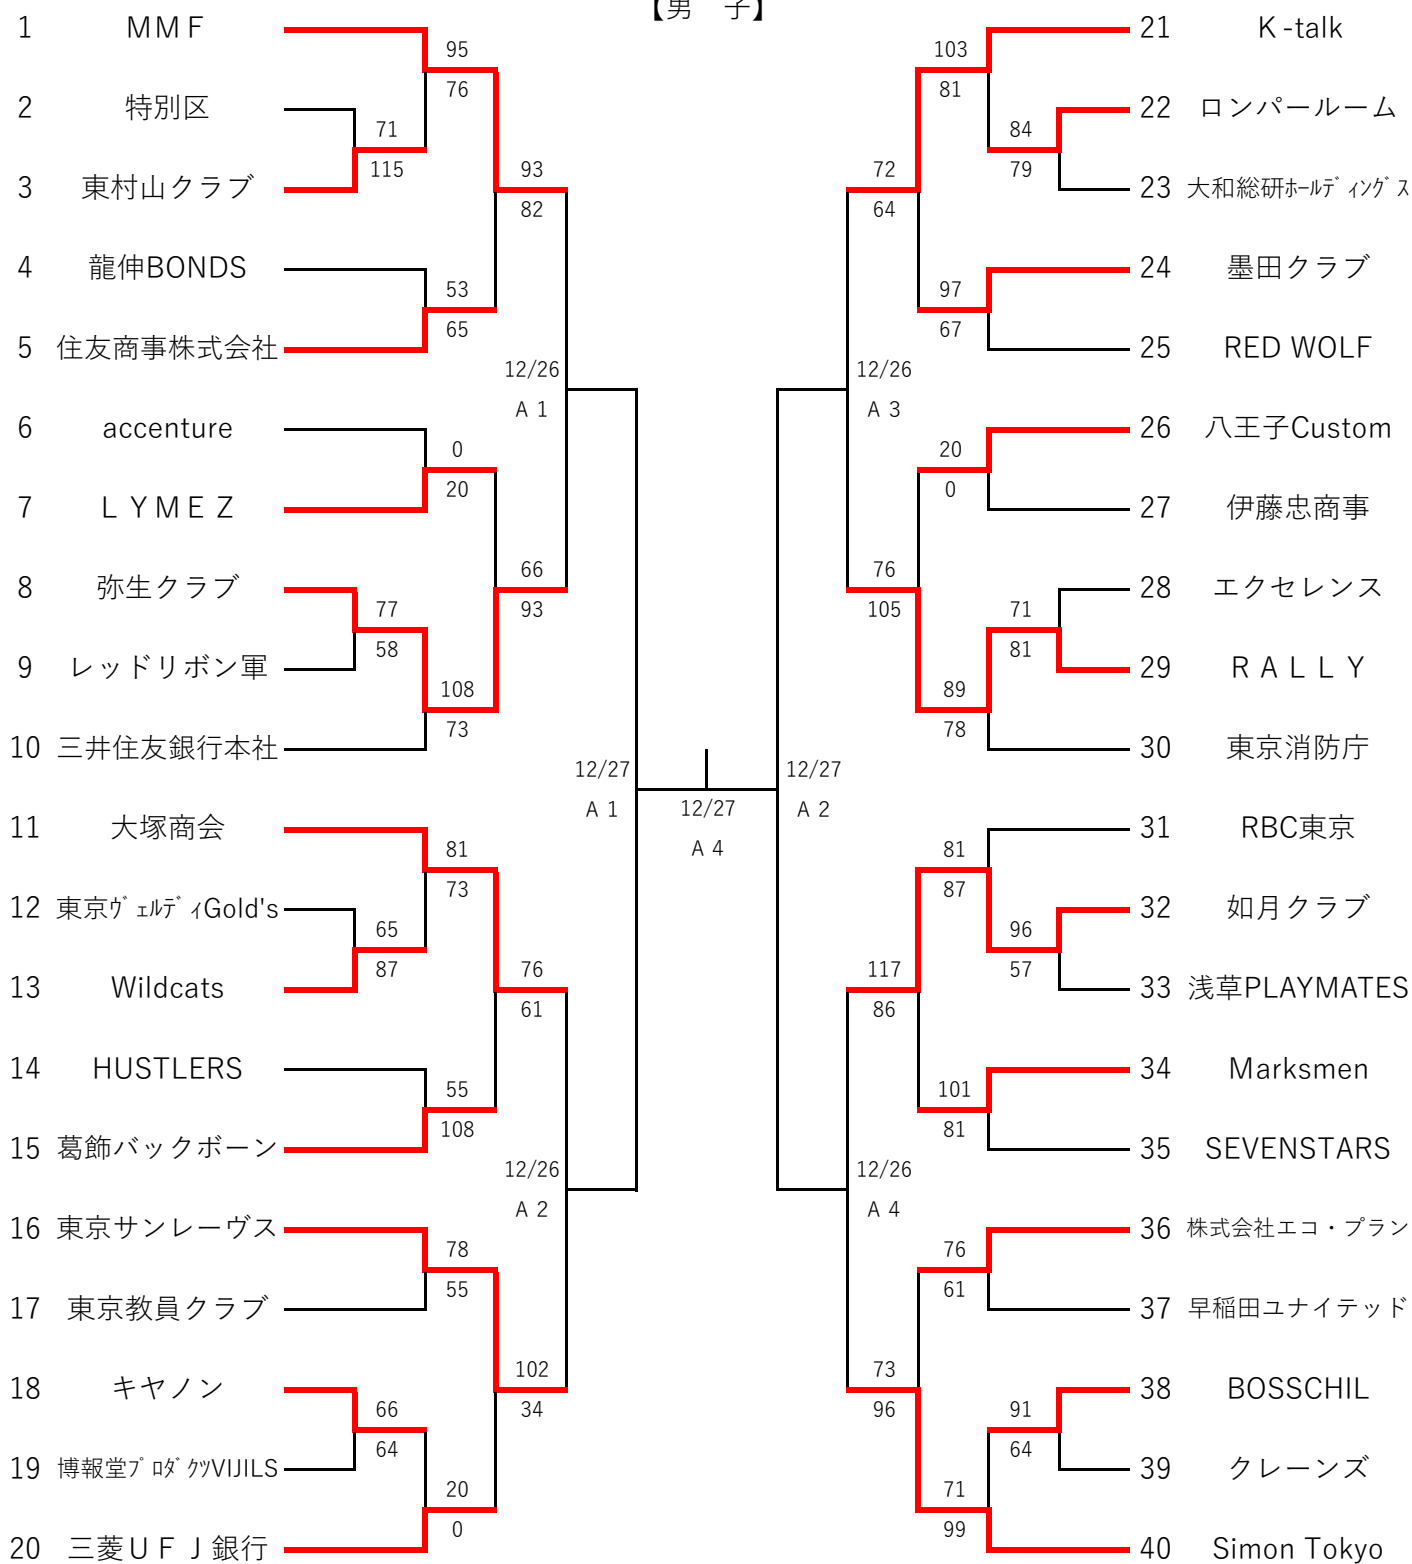 【男　子】
1 ＭＭＦ
95
76
2 特別区
71
115
3 東村山クラブ
93
82
4 龍伸BONDS
53
65
5 住友商事株式会社
12/26
A 1
6 accenture
0
20
7 ＬＹＭＥＺ
8 弥生クラブ
66
93
77
58
9 レッドリボン軍
108
73
10 三井住友銀行本社
12/27
A 1
11 大塚商会
81
73
12 東京ｳﾞｪﾙﾃﾞｨGold's
65
87
13 Wildcats
76
61
14 HUSTLERS
55
108
15 葛飾バックボーン
12/26
A 2
16 東京サンレーヴス
78
55
17 東京教員クラブ
18 キヤノン
102
34
66
64
19 博報堂ﾌﾟﾛﾀﾞｸﾂVIJILS
20
0
20 三菱ＵＦＪ銀行
12/27
A 4
21 K-talk
103
81
22 ロンパールーム
84
79
23 大和総研ﾎｰﾙﾃﾞｨﾝｸﾞｽ
72
64
24 墨田クラブ
97
67
25 RED WOLF
12/26
A 3
26 八王子Custom
20
0
27 伊藤忠商事
28 エクセレンス
76
105
71
81
29 ＲＡＬＬＹ
89
78
30 東京消防庁
12/27
A 2
31 RBC東京
81
87
32 如月クラブ
96
57
33 浅草PLAYMATES
117
86
34 Marksmen
101
81
35 SEVENSTARS
12/26
A 4
36 株式会社エコ・プラン
76
61
37 早稲田ユナイテッド
38 BOSSCHIL
73
96
91
64
39 クレーンズ
71
99
40 Simon Tokyo